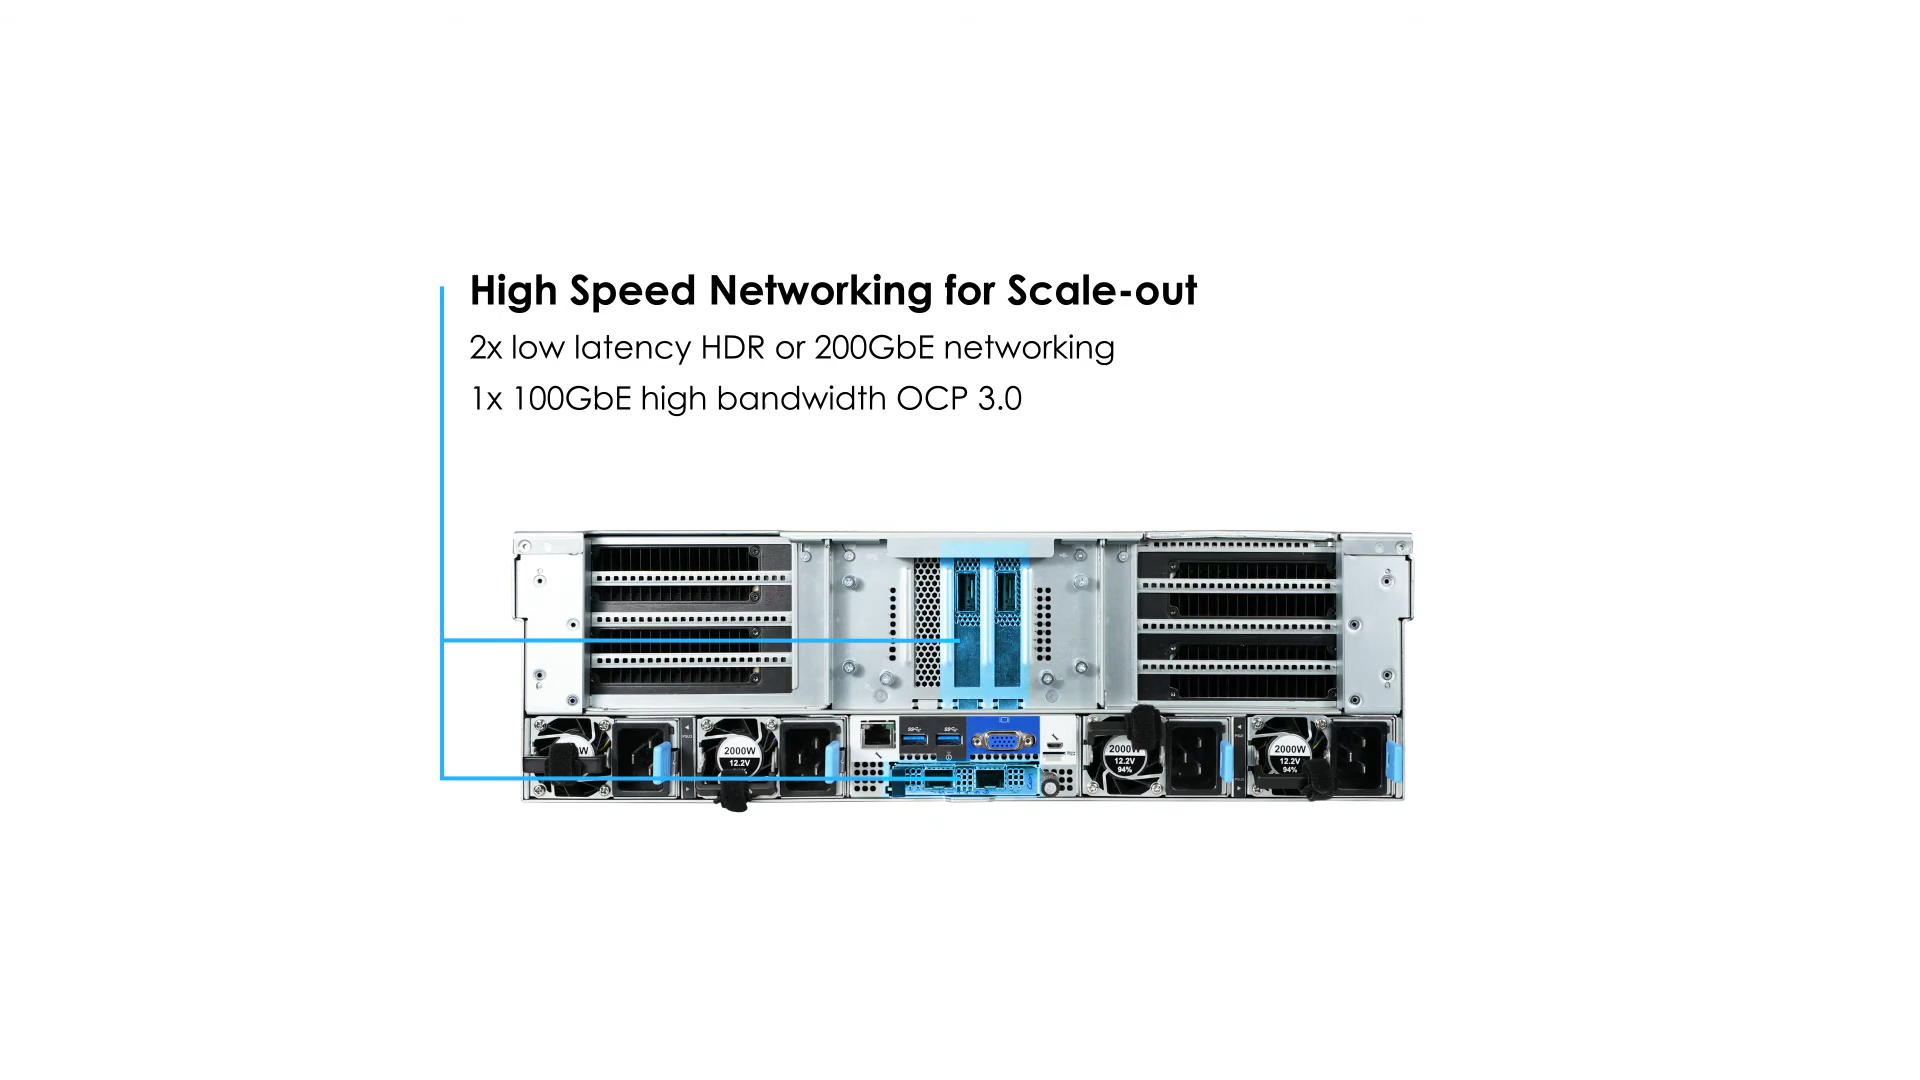 High Speed Networking for Scale-out
2x low latency HDR or 200GbE networking
1x 100GbE high bandwidth OCP 3.0
W
2000W
12.2V
2000W
12.2V
94%
2000W
12.2V
94%